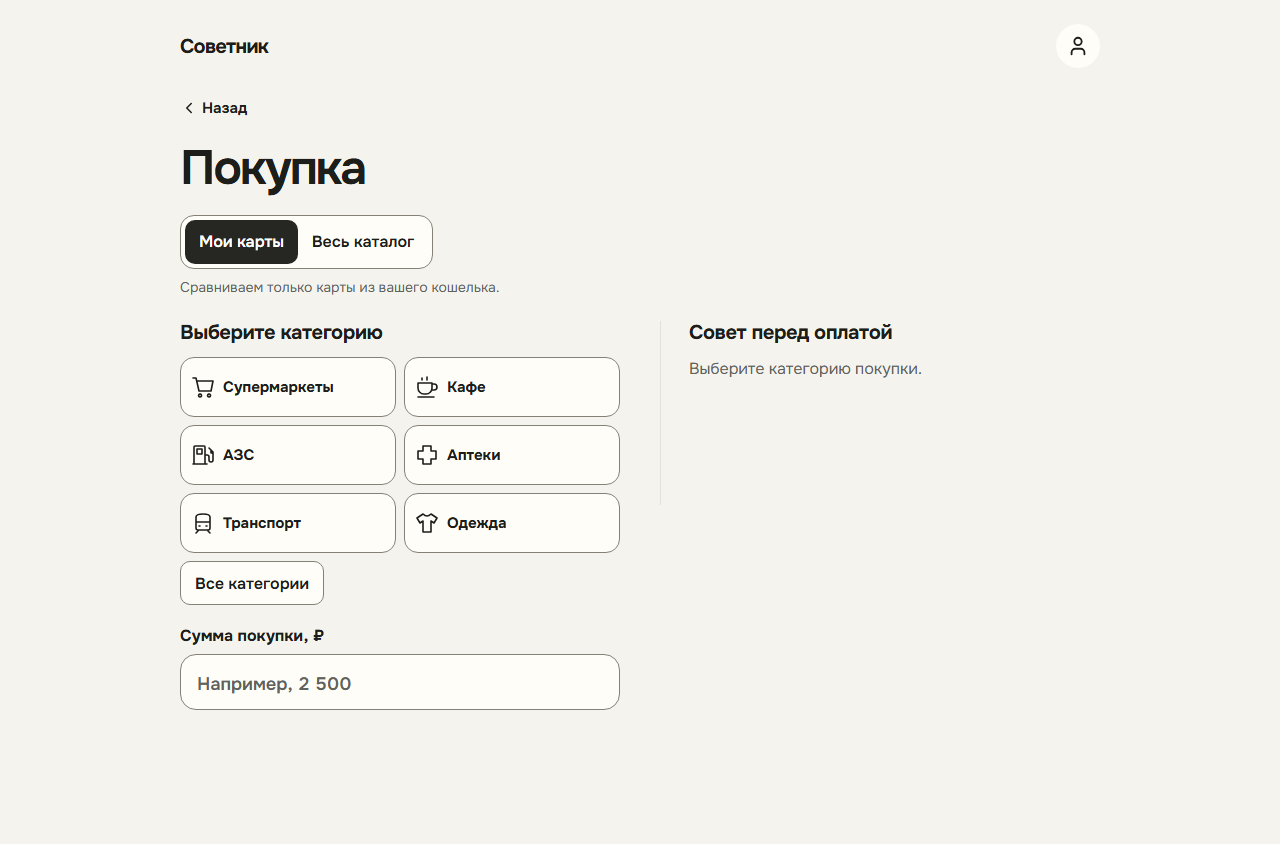 Советник
Назад
Покупка
Мои карты
Весь каталог
Сравниваем только карты из вашего кошелька.
Выберите категорию
Супермаркеты
Кафе
АЗС
Аптеки
Транспорт
Одежда
Все категории
Сумма покупки, ₽
Например, 2 500
Совет перед оплатой
Выберите категорию покупки.